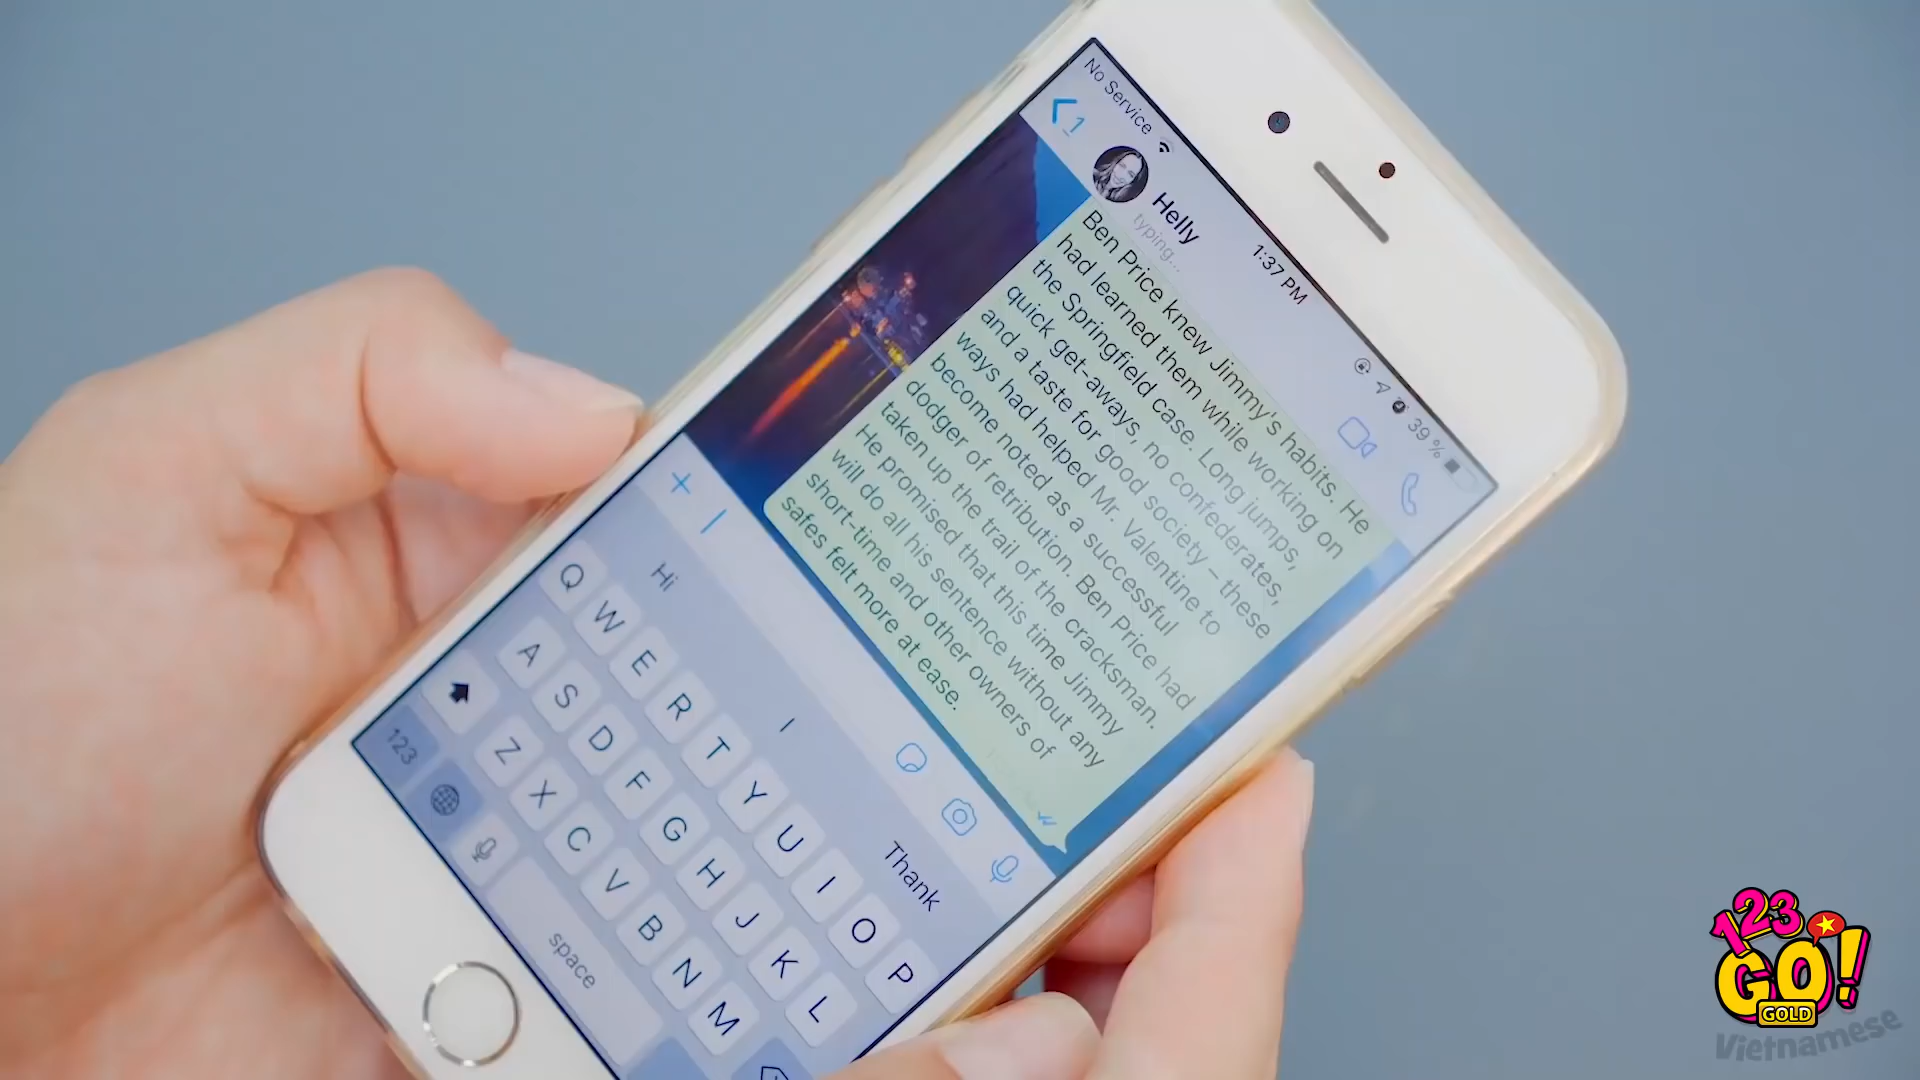 No Service
1:37 PM
39 %
1
Helly
typing...
Ben Price knew Jimmy's habits. He
had learned them while working on
the Springfield case. Long jumps,
quick get-aways, no confederates,
and a taste for good society – these
ways had helped Mr. Valentine to
become noted as a successful
dodger of retribution. Ben Price had
taken up the trail of the cracksman.
He promised that this time Jimmy
will do all his sentence without any
short-time and other owners of
safes felt more at ease.
Hi
I
Thank
Q W E R T Y U I O P
A S D F G H J K L
Z X C V B N M
123
space
123
GO!
GOLD
Vietnamese